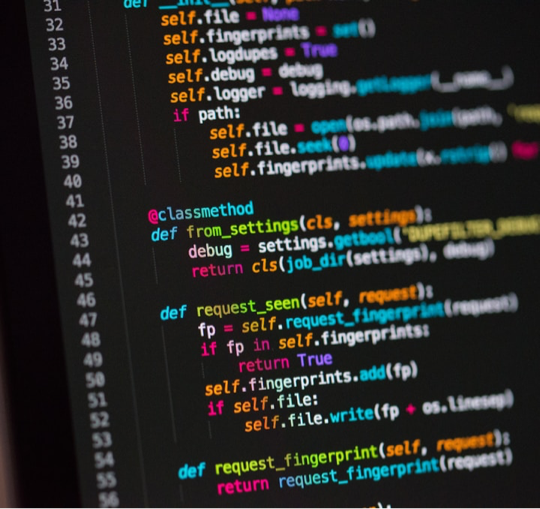 31 def __init__(self,
32 self.file = None
33 self.fingerprints = set()
34 self.logdupes = True
35 self.debug = debug
36 self.logger = logging.getLogger(__name__)
37 if path:
38 self.file = open(os.path.join(path,
39 self.file.seek(0)
40 self.fingerprints.update(
41
42 @classmethod
43 def from_settings(cls, settings):
44 debug = settings.getbool(
45 return cls(job_dir(settings), debug)
46
47 def request_seen(self, request):
48 fp = self.request_fingerprint(request)
49 if fp in self.fingerprints:
50 return True
51 self.fingerprints.add(fp)
52 if self.file:
53 self.file.write(fp + os.linesep)
54
55 def request_fingerprint(self, request):
56 return request_fingerprint(request)